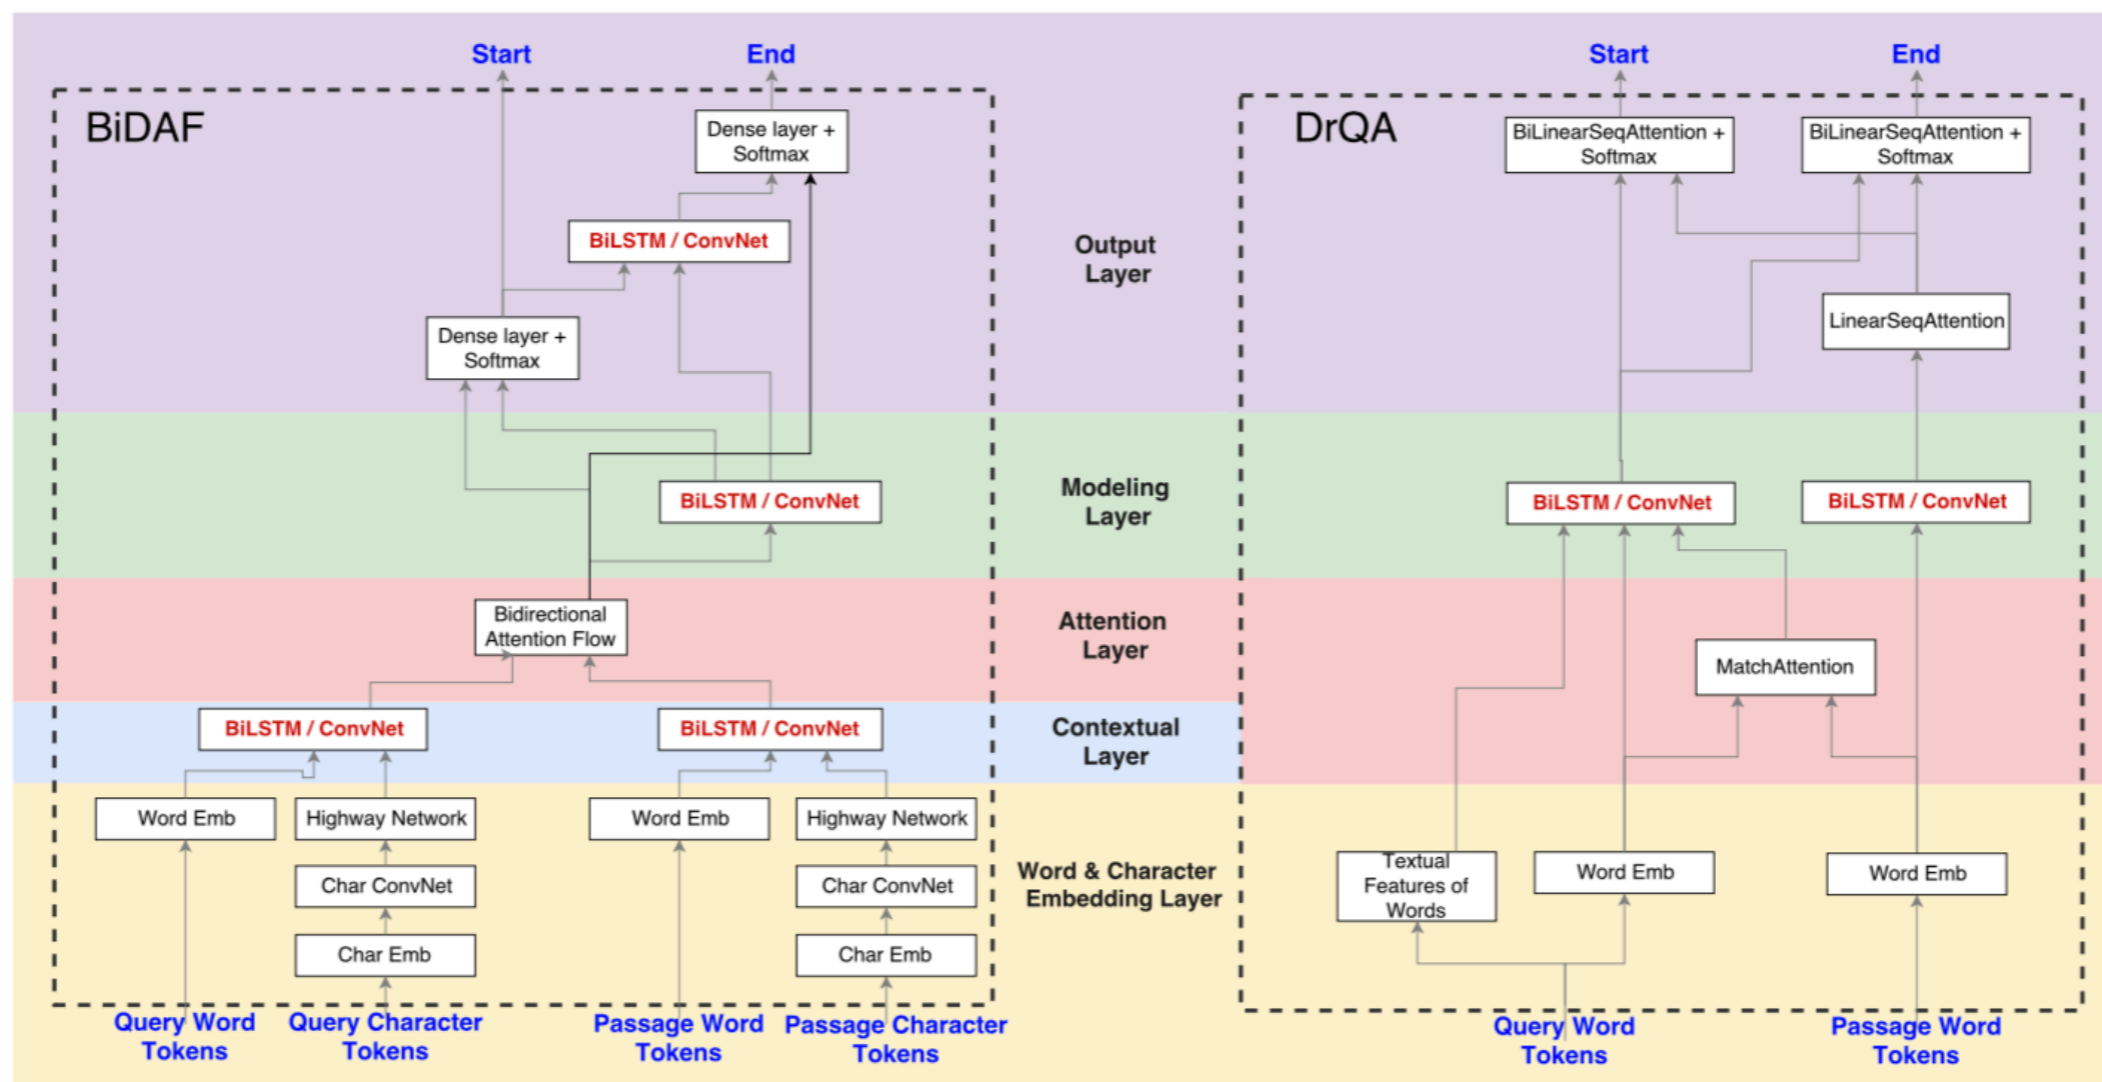 Start
End
BiDAF
Dense layer +
Softmax
BiLSTM / ConvNet
Dense layer +
Softmax
BiLSTM / ConvNet
Bidirectional
Attention Flow
BiLSTM / ConvNet
BiLSTM / ConvNet
Word Emb
Highway Network
Word Emb
Highway Network
Char ConvNet
Char ConvNet
Char Emb
Char Emb
Query Word
Tokens
Query Character
Tokens
Passage Word
Tokens
Passage Character
Tokens
Output
Layer
Modeling
Layer
Attention
Layer
Contextual
Layer
Word & Character
Embedding Layer
Start
End
DrQA
BiLinearSeqAttention +
Softmax
BiLinearSeqAttention +
Softmax
LinearSeqAttention
BiLSTM / ConvNet
BiLSTM / ConvNet
MatchAttention
Textual
Features of
Words
Word Emb
Word Emb
Query Word
Tokens
Passage Word
Tokens